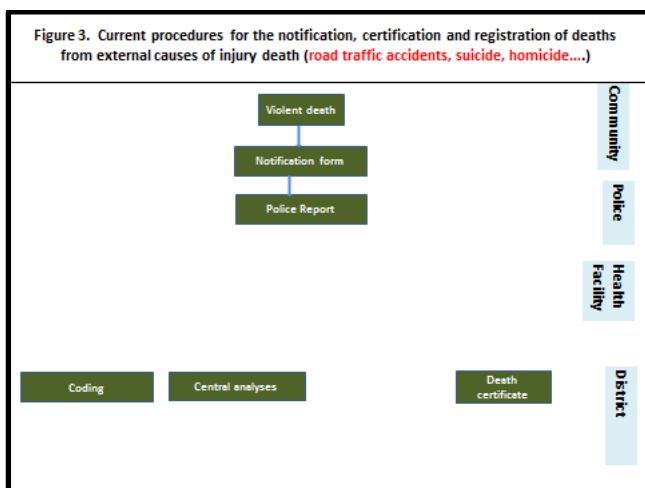 Figure 3. Current procedures for the notification, certification and registration of deaths
from external causes of injury death (road traffic accidents, suicide, homicide....)
Violent death
Notification form
Police Report
Coding
Central analyses
Death
certificate
Community
Police
Health
Facility
District